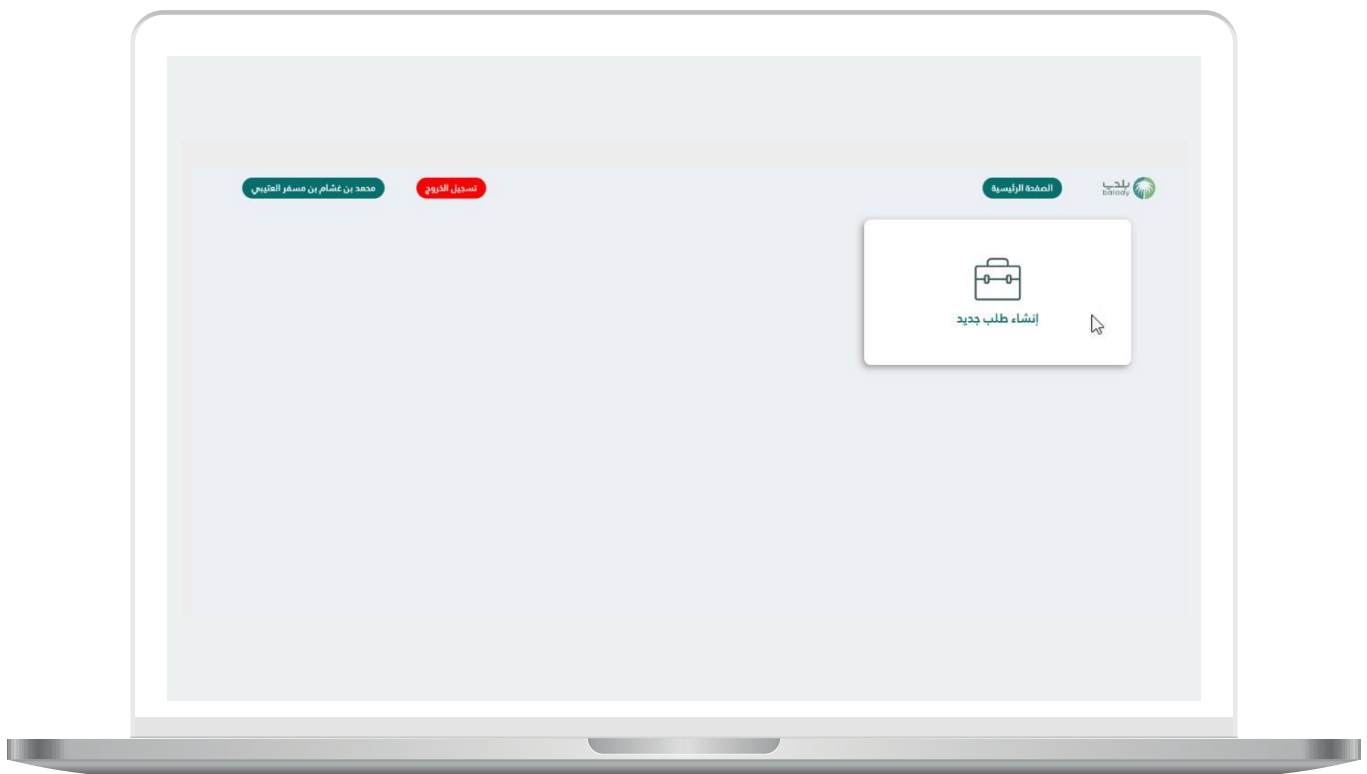 بلدي
balady
الصفحة الرئيسية
تسجيل الخروج
محمد بن غشام بن مسفر العتيبي
إنشاء طلب جديد